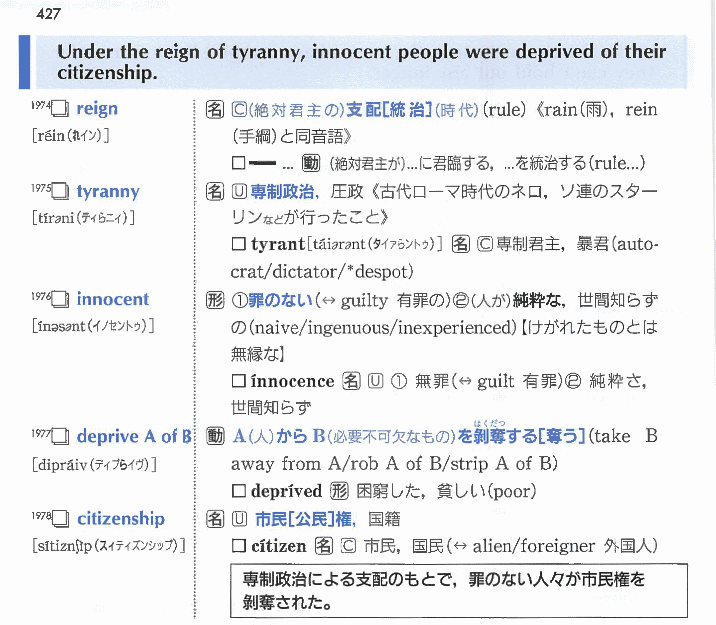 427
Under the reign of tyranny, innocent people were deprived of their
citizenship.
1974 reign
[réin(れイン)]
名 C(絶対君主の)支配[統治](時代)(rule)《rain(雨), rein
(手綱)と同音語》
□ ━ … 動 (絶対君主が)…に君臨する, …を統治する(rule…)
1975 tyranny
[tírəni(ティらニィ)]
名 U 専制政治, 圧政《古代ローマ時代のネロ, ソ連のスター
リンなどが行ったこと》
□ tyrant[táiərənt(タイァらントゥ)] 名 C 専制君主, 暴君(auto-
crat/dictator/*despot)
1976 innocent
[ínəsənt(イノセントゥ)]
形 ①罪のない(↔ guilty 有罪の)②(人が)純粋な, 世間知らず
の(naive/ingenuous/inexperienced)【けがれたものとは
無縁な】
□ ínnocence 名 U ① 無罪(↔ guilt 有罪)② 純粋さ,
世間知らず
1977 deprive A of B
[dipráiv(ディプらイヴ)]
動 A(人)から B(必要不可欠なもの)を剝奪する[奪う](take B
はくだつ
away from A/rob A of B/strip A of B)
□ depríved 形 困窮した, 貧しい(poor)
1978 citizenship
[sítiznʃìp(スィティズンシップ)]
名 U 市民[公民]権, 国籍
□ cítizen 名 C 市民, 国民(↔ alien/foreigner 外国人)
専制政治による支配のもとで, 罪のない人々が市民権を
剝奪された。